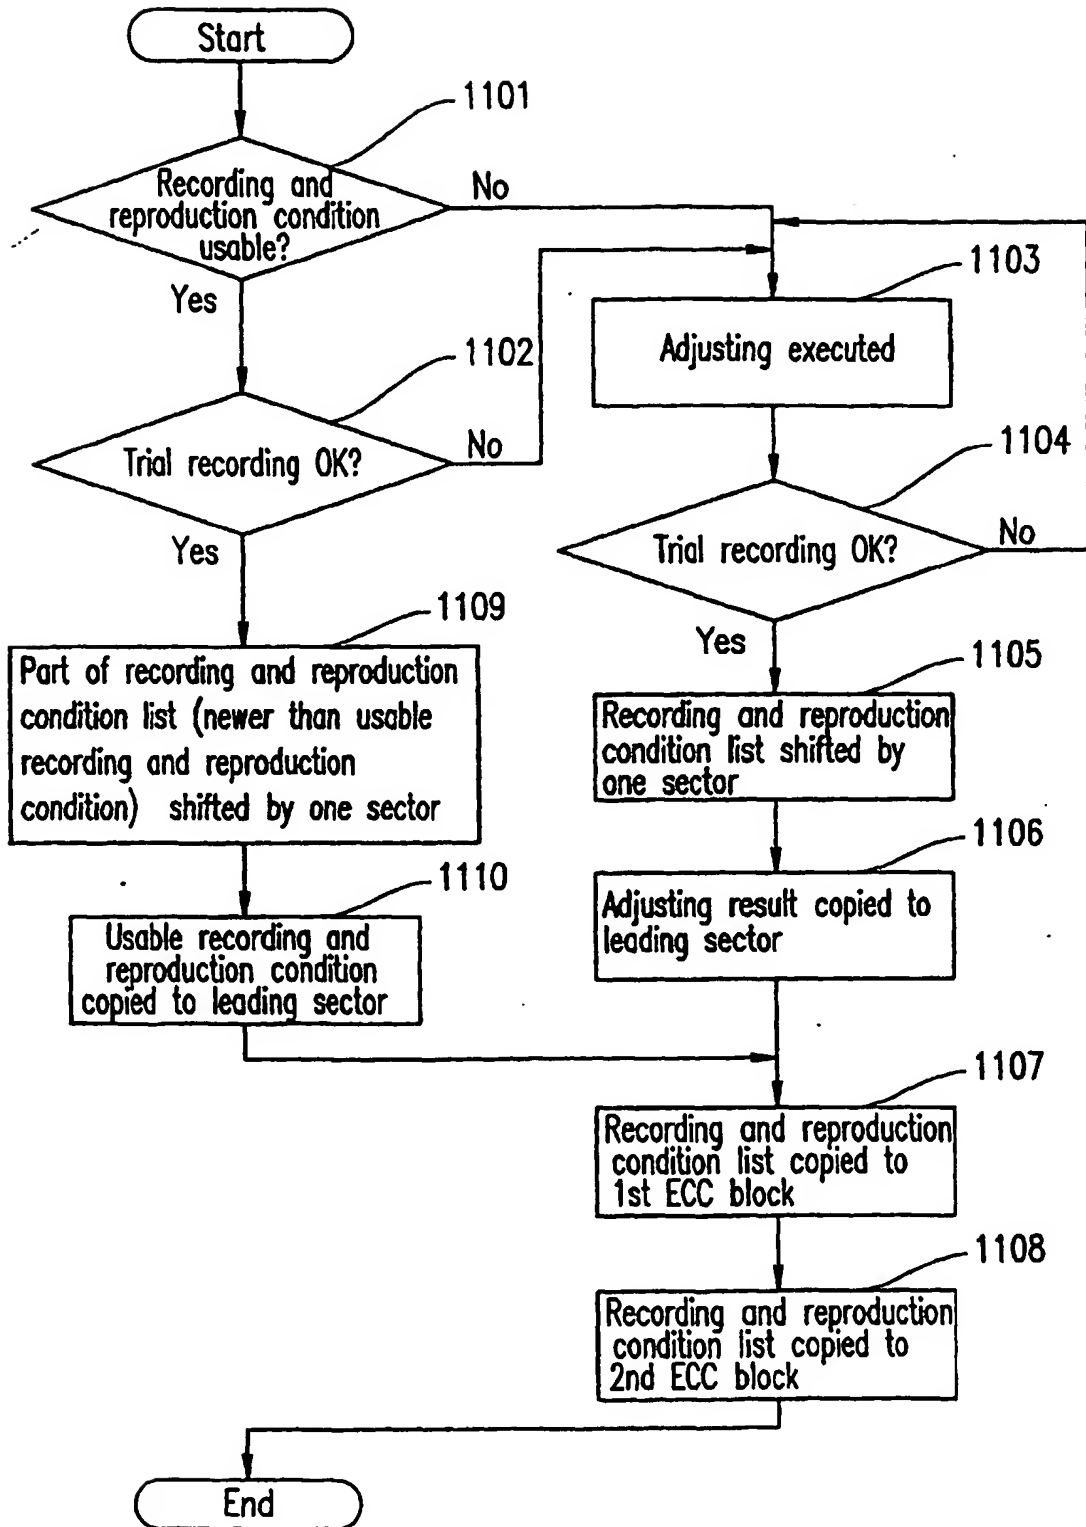 Start
1101
Recording and
reproduction condition
usable?
No
Yes
1102
Trial recording OK?
No
Yes
1103
Adjusting executed
1104
Trial recording OK?
No
Yes
1109
Part of recording and reproduction
condition list (newer than usable
recording and reproduction
condition) shifted by one sector
1105
Recording and reproduction
condition list shifted by
one sector
1110
Usable recording and
reproduction condition
copied to leading sector
1106
Adjusting result copied to
leading sector
1107
Recording and reproduction
condition list copied to
1st ECC block
1108
Recording and reproduction
condition list copied to
2nd ECC block
End